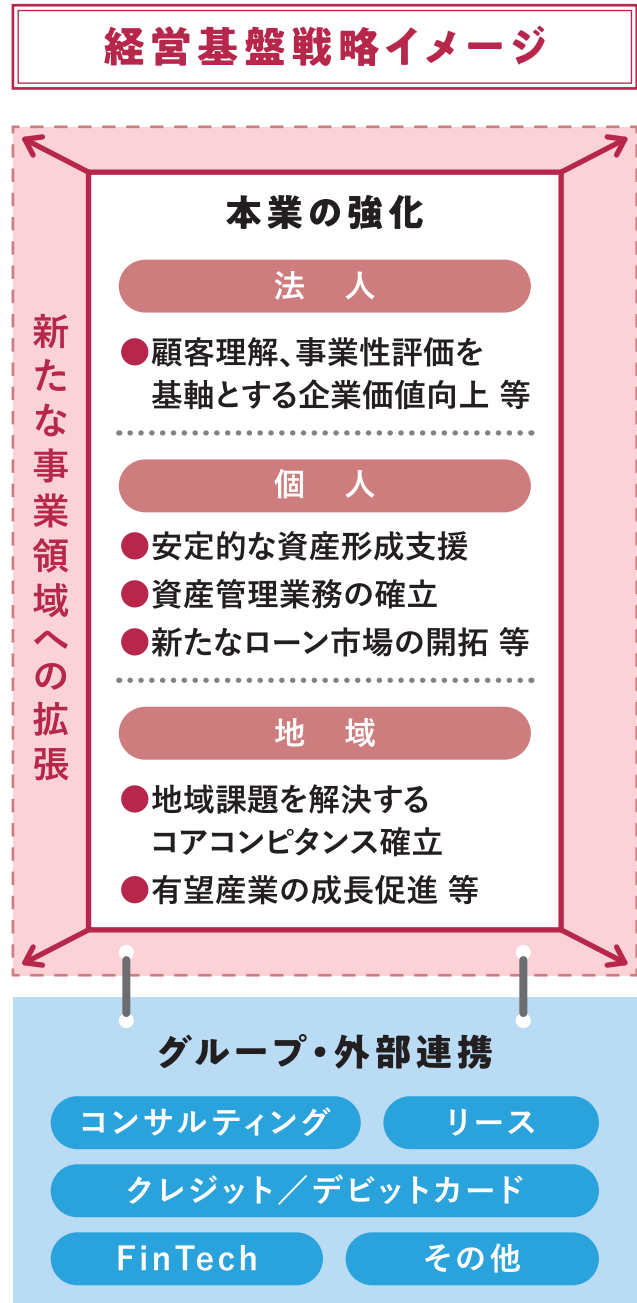 経営基盤戦略イメージ
新たな事業領域への拡張
本業の強化
法 人
●顧客理解、事業性評価を
基軸とする企業価値向上 等
個 人
●安定的な資産形成支援
●資産管理業務の確立
●新たなローン市場の開拓 等
地 域
●地域課題を解決する
コアコンピタンス確立
●有望産業の成長促進 等
グループ・外部連携
コンサルティング
リース
クレジット／デビットカード
FinTech
その他